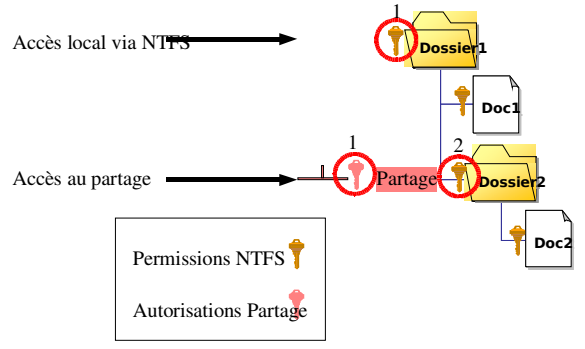 1
Accès local via NTFS
Dossier1
Doc1
1
2
Accès au partage
Partage
Dossier2
Doc2
Permissions NTFS
Autorisations Partage